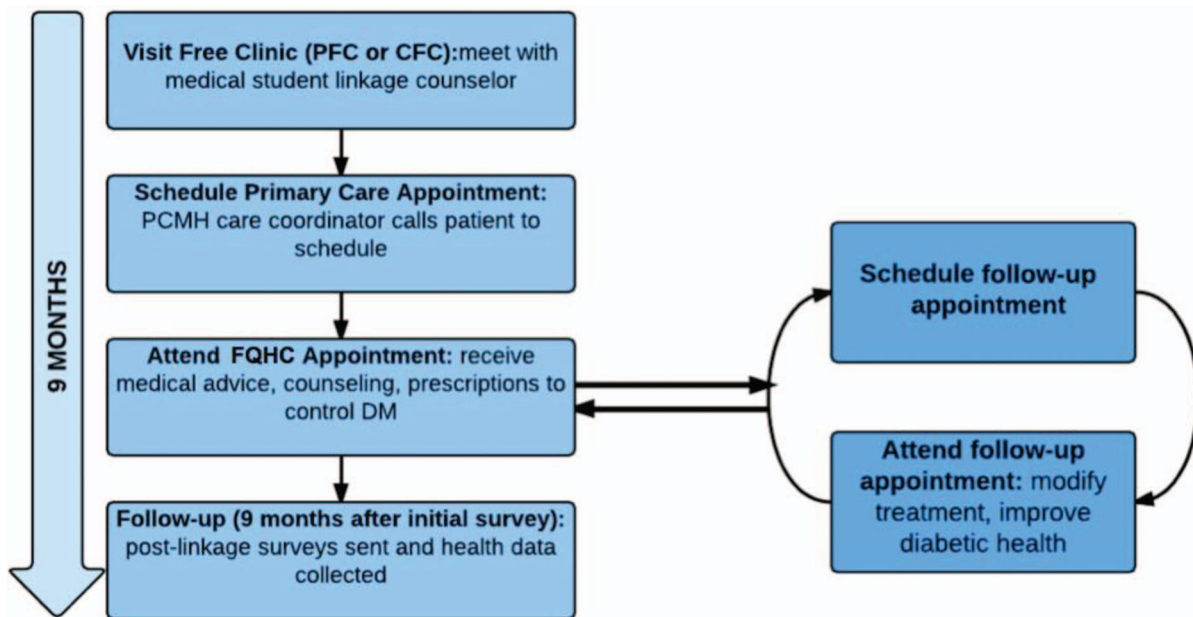 9 MONTHS
Visit Free Clinic (PFC or CFC):meet with
medical student linkage counselor
Schedule Primary Care Appointment:
PCMH care coordinator calls patient to
schedule
Attend FQHC Appointment: receive
medical advice, counseling, prescriptions to
control DM
Follow-up (9 months after initial survey):
post-linkage surveys sent and health data
collected
Schedule follow-up
appointment
Attend follow-up
appointment: modify
treatment, improve
diabetic health